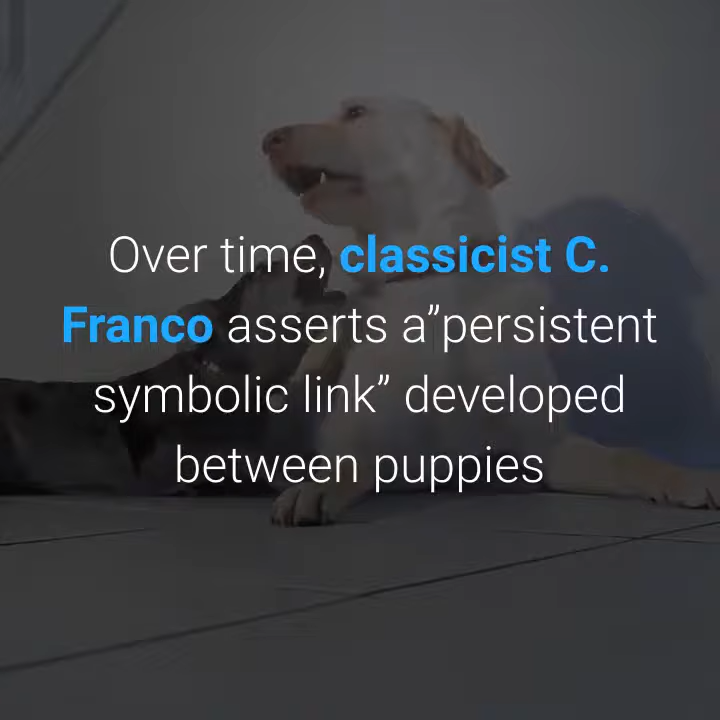 Over time, classicist C.
Franco asserts a”persistent
symbolic link” developed
between puppies